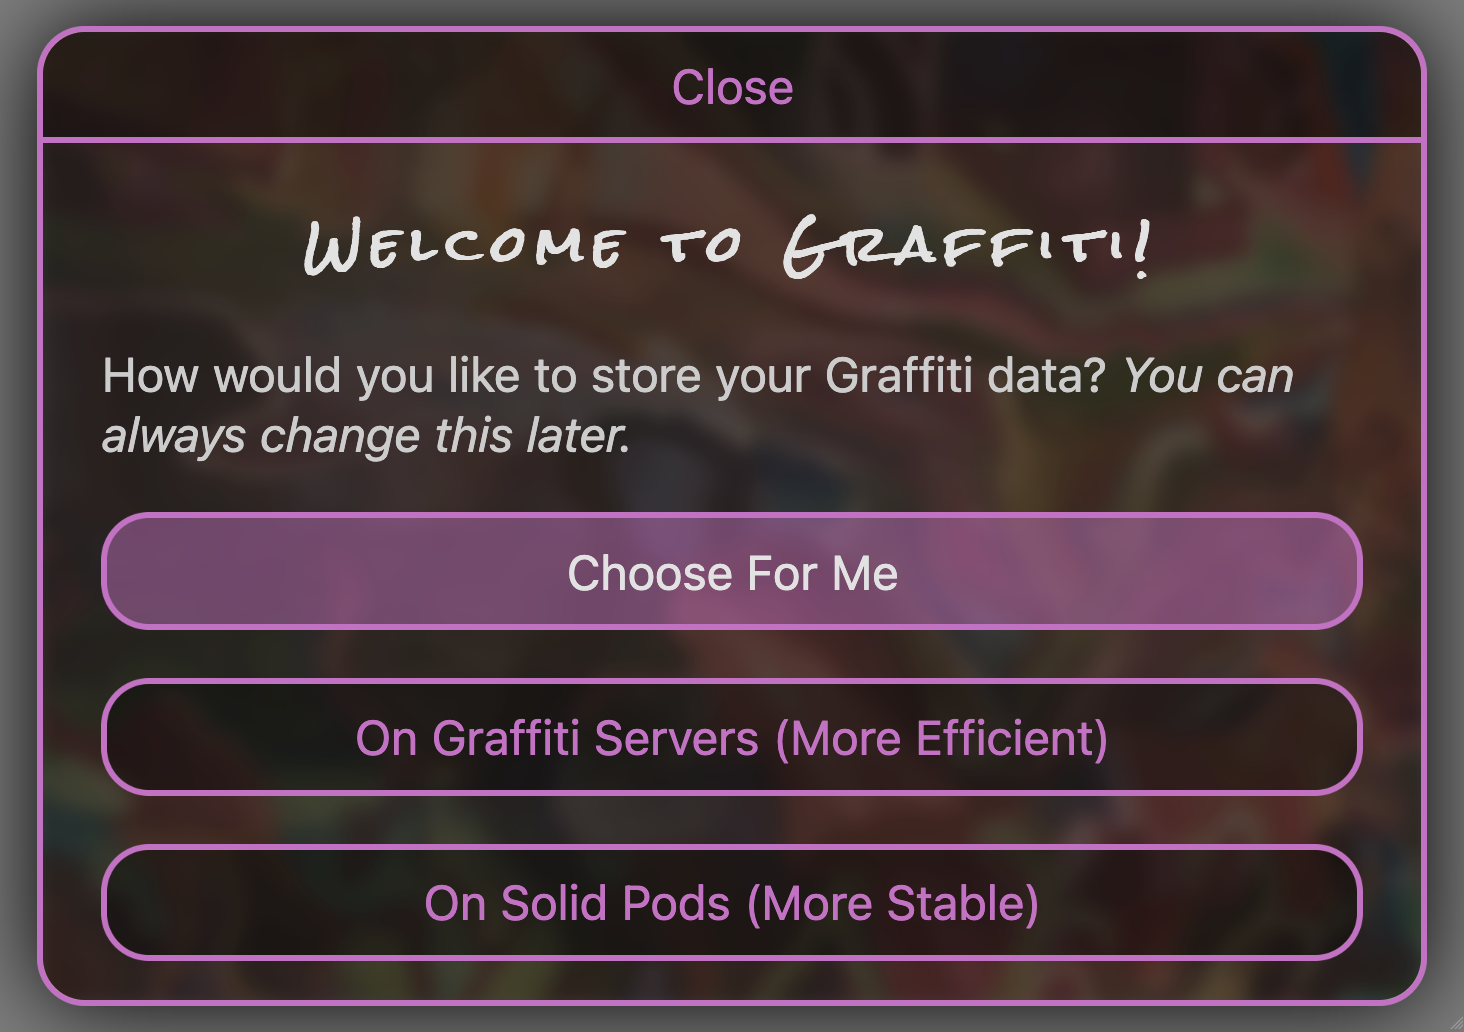 Close
Welcome to Graffiti!
How would you like to store your Graffiti data? You can
always change this later.
Choose For Me
On Graffiti Servers (More Efficient)
On Solid Pods (More Stable)